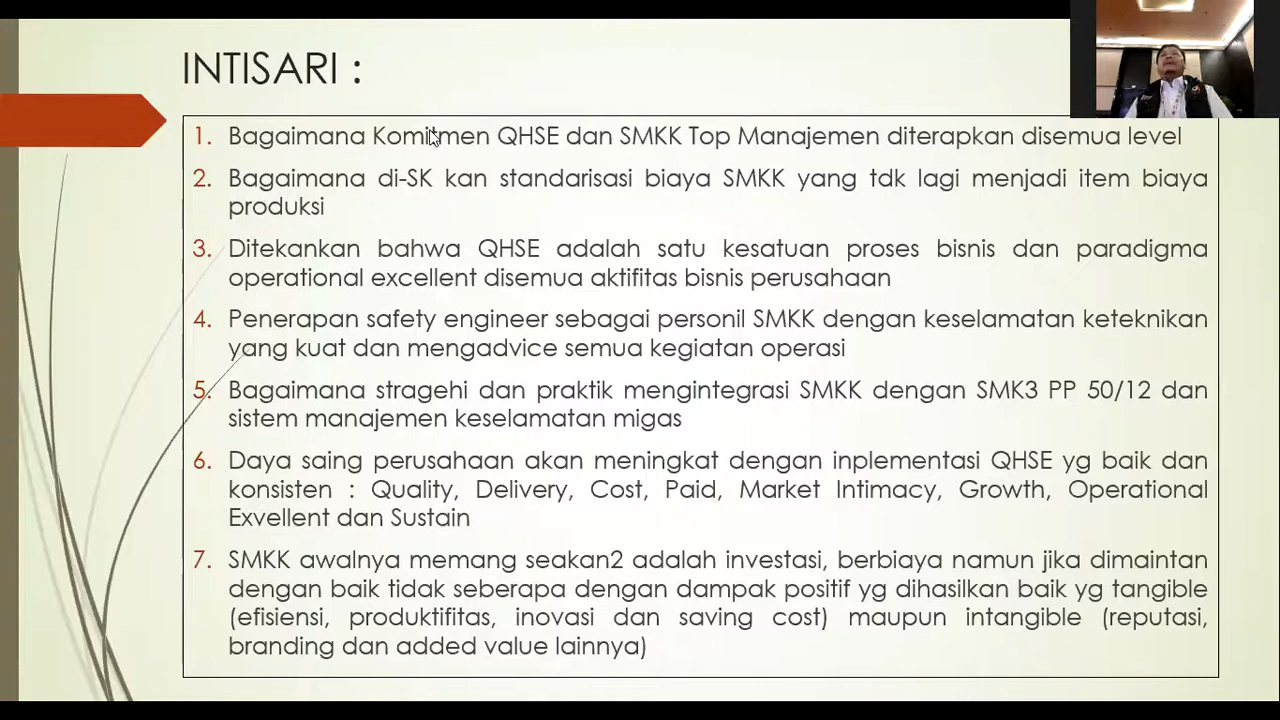 INTISARI :
1. Bagaimana Komitmen QHSE dan SMKK Top Manajemen diterapkan disemua level
2. Bagaimana di-SK kan standarisasi biaya SMKK yang tdk lagi menjadi item biaya
produksi
3. Ditekankan bahwa QHSE adalah satu kesatuan proses bisnis dan paradigma
operational excellent disemua aktifitas bisnis perusahaan
4. Penerapan safety engineer sebagai personil SMKK dengan keselamatan keteknikan
yang kuat dan mengadvice semua kegiatan operasi
5. Bagaimana stragehi dan praktik mengintegrasi SMKK dengan SMK3 PP 50/12 dan
sistem manajemen keselamatan migas
6. Daya saing perusahaan akan meningkat dengan inplementasi QHSE yg baik dan
konsisten : Quality, Delivery, Cost, Paid, Market Intimacy, Growth, Operational
Exvellent dan Sustain
7. SMKK awalnya memang seakan2 adalah investasi, berbiaya namun jika dimaintan
dengan baik tidak seberapa dengan dampak positif yg dihasilkan baik yg tangible
(efisiensi, produktifitas, inovasi dan saving cost) maupun intangible (reputasi,
branding dan added value lainnya)